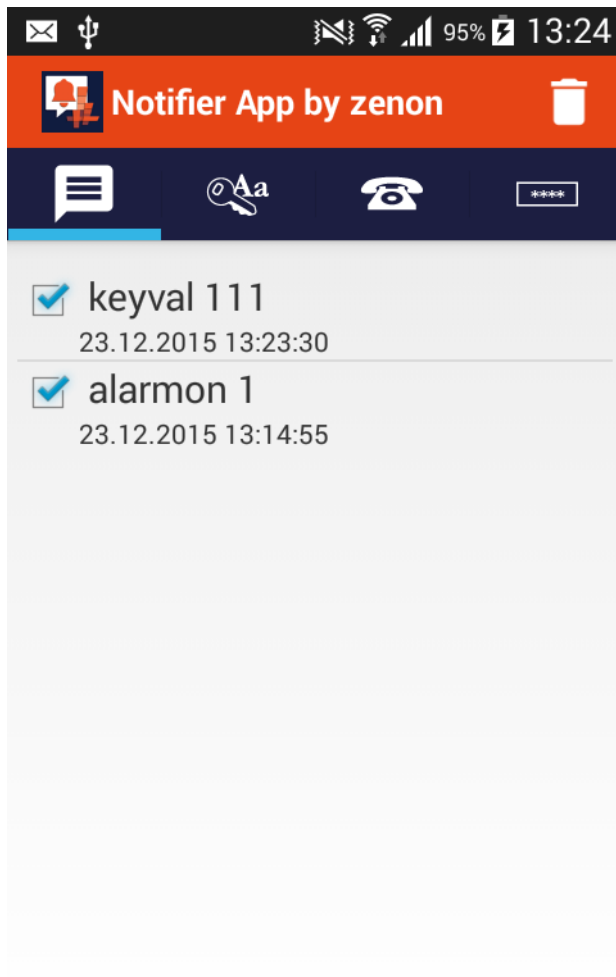 95% 13:24
Notifier App by zenon
Aa ****
keyval 111
23.12.2015 13:23:30
alarmon 1
23.12.2015 13:14:55